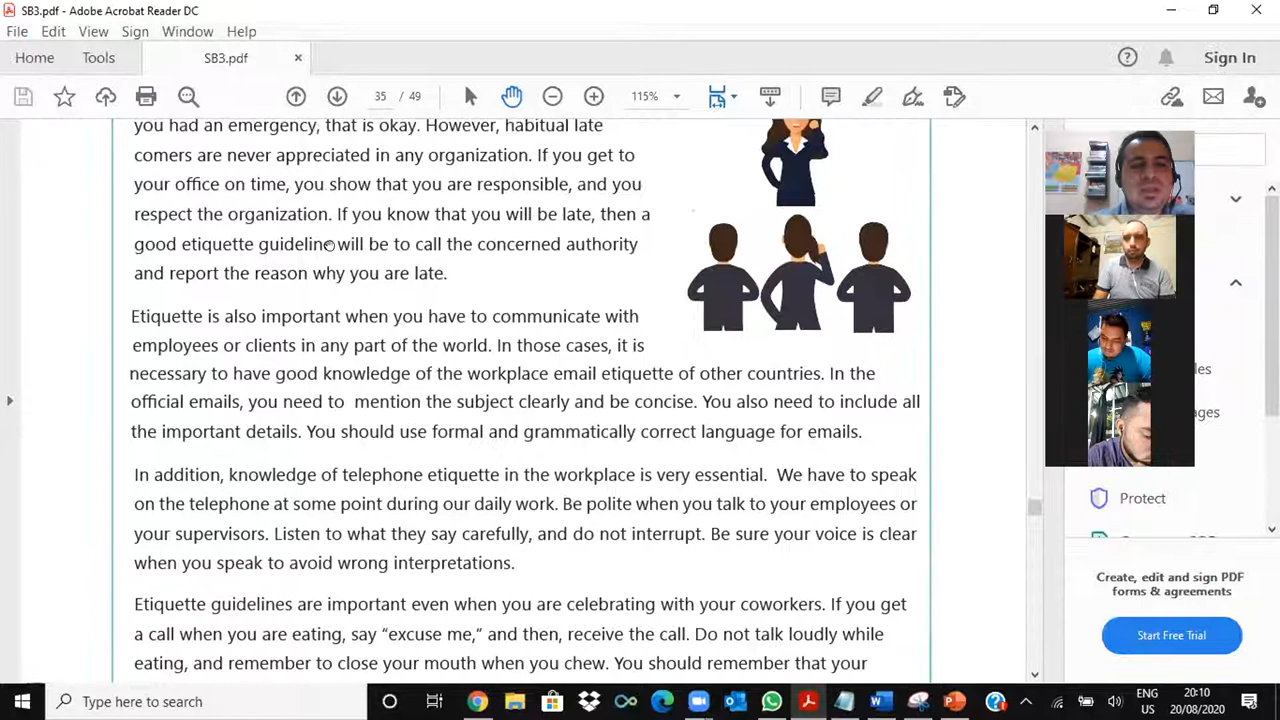 SB3.pdf - Adobe Acrobat Reader DC
File Edit View Sign Window Help
Home Tools SB3.pdf × Sign In
35 / 49 115%
you had an emergency, that is okay. However, habitual late
comers are never appreciated in any organization. If you get to
your office on time, you show that you are responsible, and you
respect the organization. If you know that you will be late, then a
good etiquette guideline will be to call the concerned authority
and report the reason why you are late.
Etiquette is also important when you have to communicate with
employees or clients in any part of the world. In those cases, it is
necessary to have good knowledge of the workplace email etiquette of other countries. In the
official emails, you need to mention the subject clearly and be concise. You also need to include all
the important details. You should use formal and grammatically correct language for emails.
In addition, knowledge of telephone etiquette in the workplace is very essential. We have to speak
on the telephone at some point during our daily work. Be polite when you talk to your employees or
your supervisors. Listen to what they say carefully, and do not interrupt. Be sure your voice is clear
when you speak to avoid wrong interpretations.
Etiquette guidelines are important even when you are celebrating with your coworkers. If you get
a call when you are eating, say “excuse me,” and then, receive the call. Do not talk loudly while
eating, and remember to close your mouth when you chew. You should remember that your
Protect
Create, edit and sign PDF
forms & agreements
Start Free Trial
Type here to search
ENG
US
20:10
20/08/2020